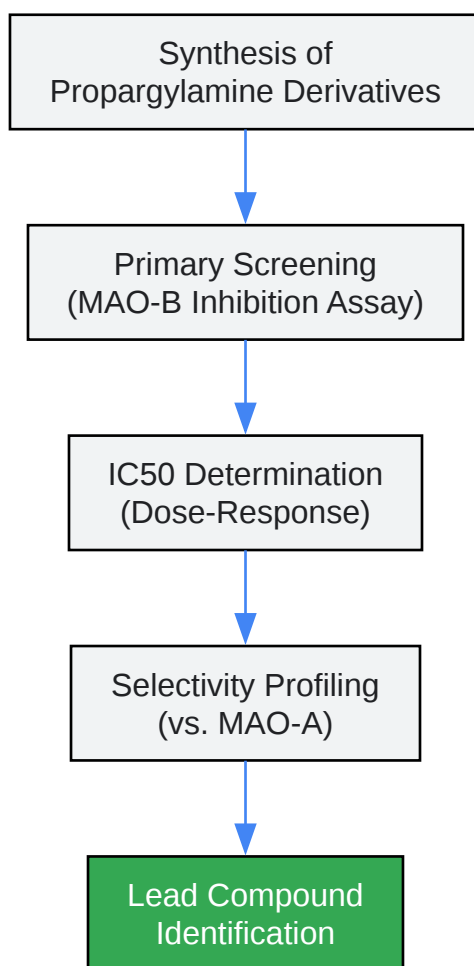 Synthesis of
Propargylamine Derivatives
Primary Screening
(MAO-B Inhibition Assay)
IC50 Determination
(Dose-Response)
Selectivity Profiling
(vs. MAO-A)
Lead Compound
Identification